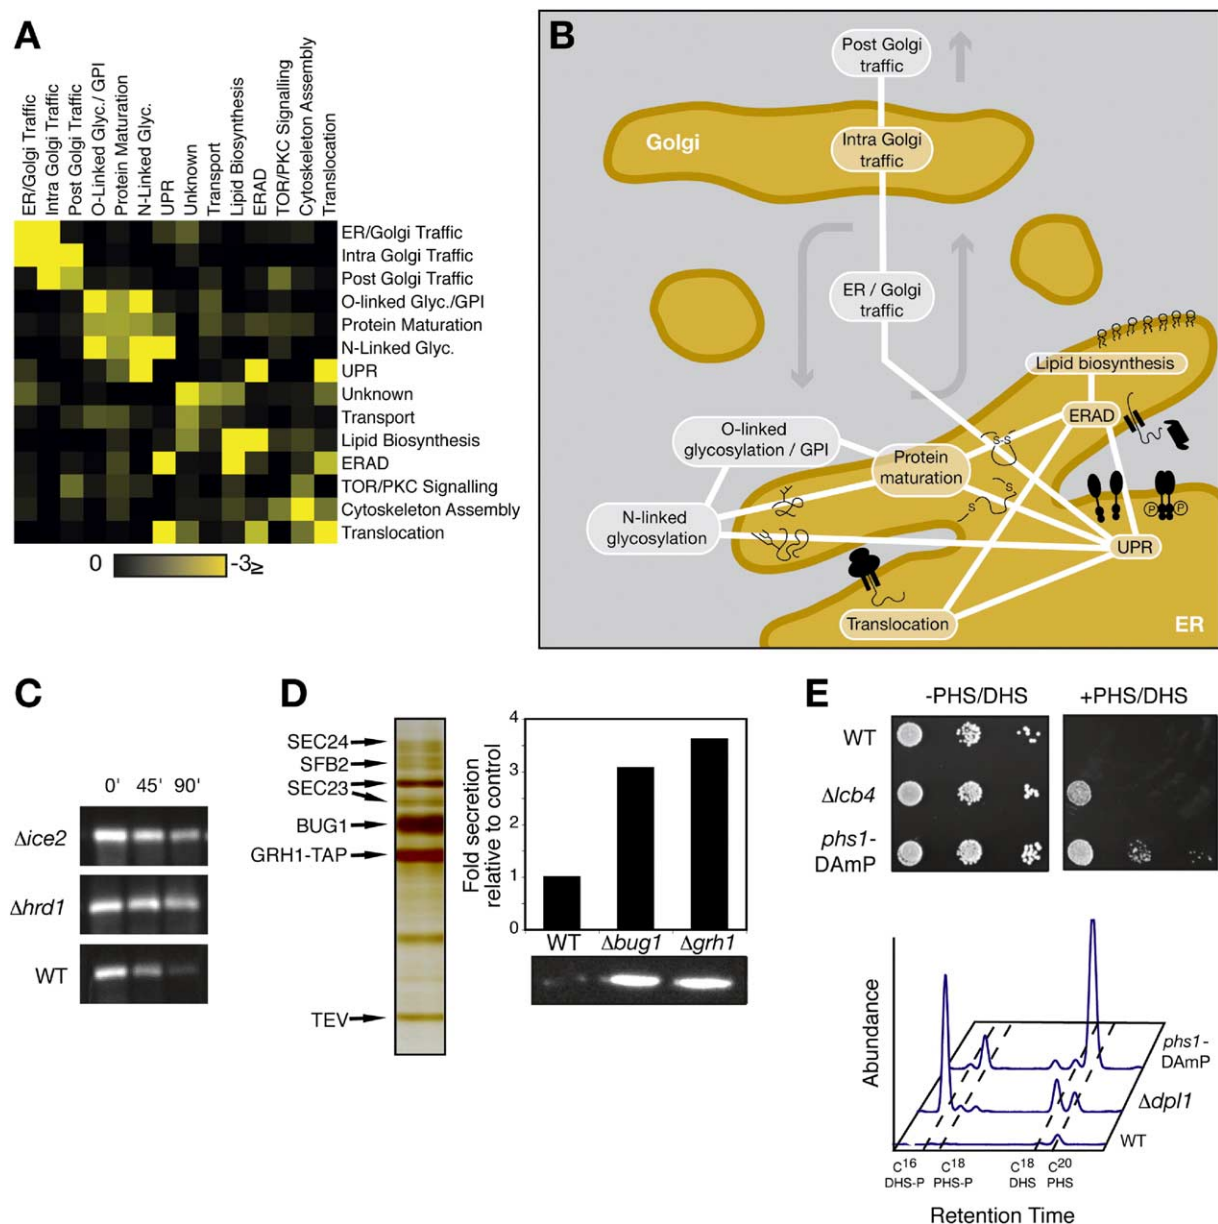 A
ER/Golgi Traffic
Intra Golgi Traffic
Post Golgi Traffic
O-Linked Glyc./ GPI
Protein Maturation
N-Linked Glyc.
UPR
Unknown
Transport
Lipid Biosynthesis
ERAD
TOR/PKC Signalling
Cytoskeleton Assembly
Translocation
ER/Golgi Traffic
Intra Golgi Traffic
Post Golgi Traffic
O-linked Glyc./GPI
Protein Maturation
N-Linked Glyc.
UPR
Unknown
Transport
Lipid Biosynthesis
ERAD
TOR/PKC Signalling
Cytoskeleton Assembly
Translocation
0
-3≥
B
Post Golgi
traffic
Golgi
Intra Golgi
traffic
ER / Golgi
traffic
Lipid biosynthesis
ERAD
O-linked
glycosylation / GPI
S-S
Protein
maturation
S
S
N-linked
glycosylation
P
P
UPR
Translocation
ER
C
0'
45'
90'
Δice2
Δhrd1
WT
D
SEC24
SFB2
SEC23
BUG1
GRH1-TAP
TEV
Fold secretion
relative to control
4
3
2
1
0
WT
Δbug1
Δgrh1
E
-PHS/DHS
+PHS/DHS
WT
Δlcb4
phs1-
DAmP
Abundance
phs1-
DAmP
Δdpl1
WT
C16
DHS-P
C18
PHS-P
C18
DHS
C20
PHS
Retention Time